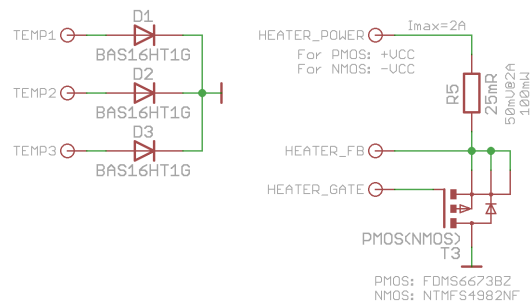 D1
TEMP1
BAS16HT1G
D2
TEMP2
BAS16HT1G
D3
TEMP3
BAS16HT1G
HEATER_POWER
Imax=2A
For PMOS: +VCC
For NMOS: -VCC
R5
25mR
50mV@2A
100mW
HEATER_FB
HEATER_GATE
PMOS(NMOS)
T3
PMOS: FDMS6673BZ
NMOS: NTMFS4982NF